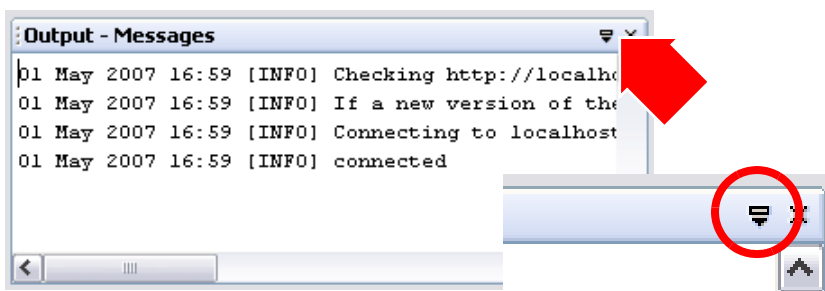 Output - Messages
01 May 2007 16:59 [INFO] Checking http://localho
01 May 2007 16:59 [INFO] If a new version of the
01 May 2007 16:59 [INFO] Connecting to localhost
01 May 2007 16:59 [INFO] connected